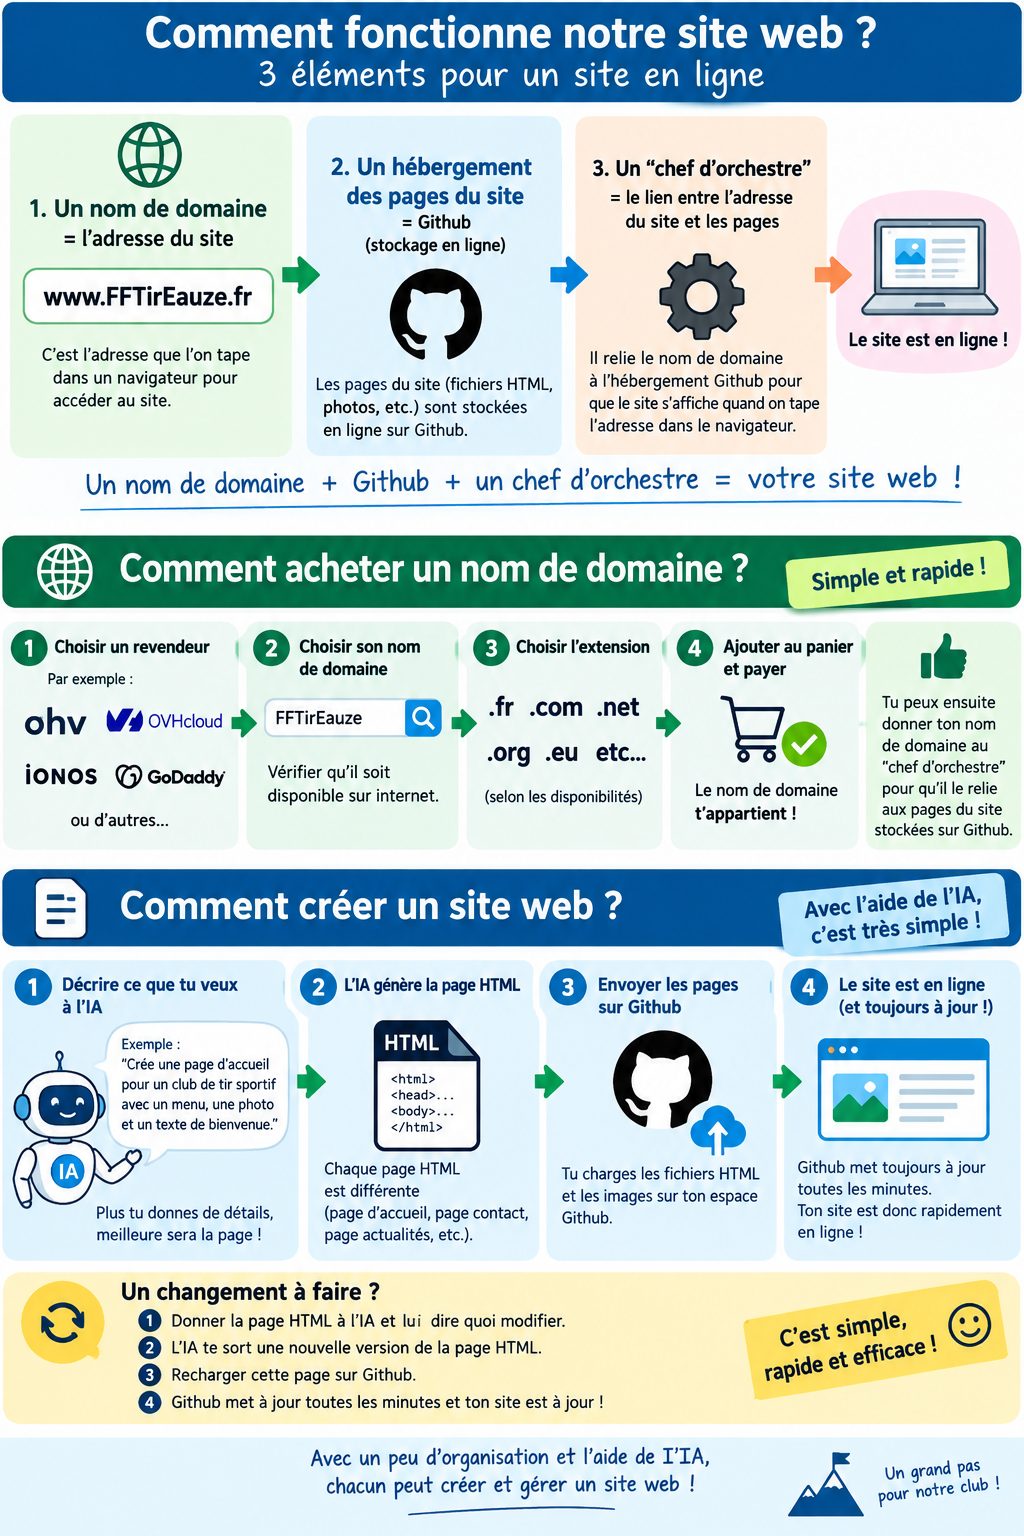 Comment fonctionne notre site web ?
3 éléments pour un site en ligne
1. Un nom de domaine
= l'adresse du site
www.FFTirEauze.fr
C'est l'adresse que l'on tape
dans un navigateur pour
accéder au site.
2. Un hébergement
des pages du site
= Github
(stockage en ligne)
Les pages du site (fichiers HTML,
photos, etc.) sont stockées
en ligne sur Github.
3. Un "chef d'orchestre"
= le lien entre l'adresse
du site et les pages
Il relie le nom de domaine
à l'hébergement Github pour
que le site s'affiche quand on tape
l'adresse dans le navigateur.
Le site est en ligne !
Un nom de domaine + Github + un chef d'orchestre = votre site web !
Comment acheter un nom de domaine ?
Simple et rapide !
1 Choisir un revendeur
Par exemple :
ohv OVHcloud
IONOS GoDaddy
ou d'autres...
2 Choisir son nom
de domaine
FFTirEauze
Vérifier qu'il soit
disponible sur internet.
3 Choisir l'extension
.fr .com .net
.org .eu etc...
(selon les disponibilités)
4 Ajouter au panier
et payer
Le nom de domaine
t'appartient !
Tu peux ensuite
donner ton nom
de domaine au
"chef d'orchestre"
pour qu'il le relie
aux pages du site
stockées sur Github.
Comment créer un site web ?
Avec l'aide de l'IA,
c'est très simple !
1 Décrire ce que tu veux
à l'IA
Exemple :
"Crée une page d'accueil
pour un club de tir sportif
avec un menu, une photo
et un texte de bienvenue."
IA
Plus tu donnes de détails,
meilleure sera la page !
2 L'IA génère la page HTML
HTML
<html>
<head>...
<body>...
</html>
Chaque page HTML
est différente
(page d'accueil, page contact,
page actualités, etc.).
3 Envoyer les pages
sur Github
Tu charges les fichiers HTML
et les images sur ton espace
Github.
4 Le site est en ligne
(et toujours à jour !)
Github met toujours à jour
toutes les minutes.
Ton site est donc rapidement
en ligne !
Un changement à faire ?
1 Donner la page HTML à l'IA et lui dire quoi modifier.
2 L'IA te sort une nouvelle version de la page HTML.
3 Recharger cette page sur Github.
4 Github met à jour toutes les minutes et ton site est à jour !
C'est simple,
rapide et efficace !
Avec un peu d'organisation et l'aide de I'IA,
chacun peut créer et gérer un site web !
Un grand pas
pour notre club !